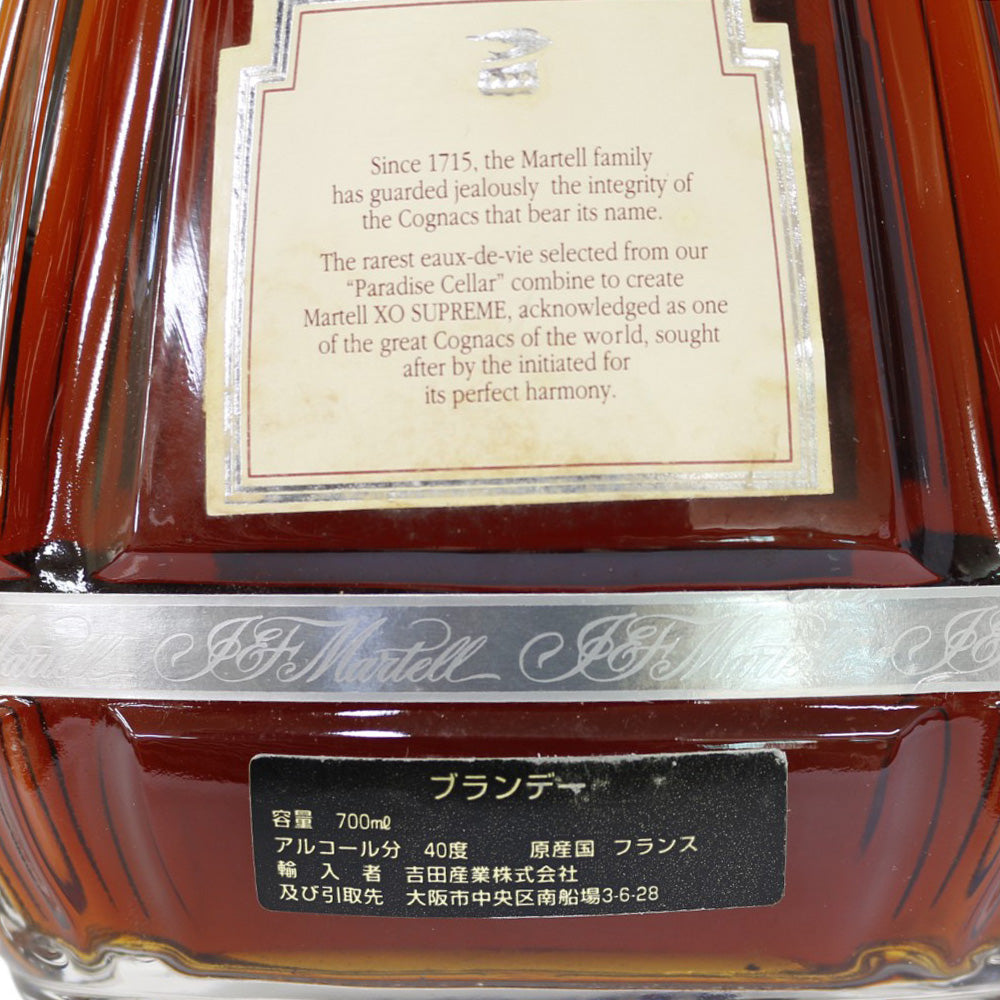 Since 1715, the Martell family
has guarded jealously the integrity of
the Cognacs that bear its name.
The rarest eaux-de-vie selected from our
“Paradise Cellar” combine to create
Martell XO SUPREME, acknowledged as one
of the great Cognacs of the world, sought
after by the initiated for
its perfect harmony.
Martell J&F Martell J&F Martell J&F
ブランデー
容量 700mℓ
アルコール分 40度 原産国 フランス
輸入者 吉田産業株式会社
及び引取先 大阪市中央区南船場3-6-28